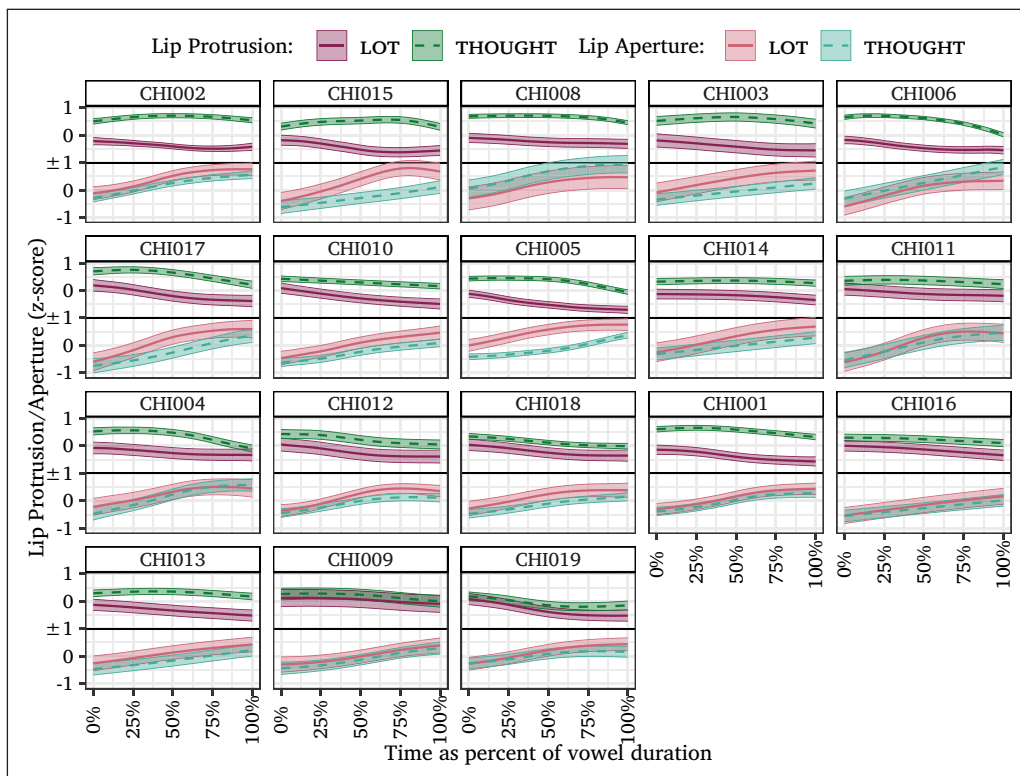 Lip Protrusion: LOT THOUGHT Lip Aperture: LOT THOUGHT
CHI002 CHI015 CHI008 CHI003 CHI006
1
0
1
0
-1
CHI017 CHI010 CHI005 CHI014 CHI011
1
0
1
0
-1
CHI004 CHI012 CHI018 CHI001 CHI016
1
0
1
0
-1
0% 25% 50% 75% 100% 0% 25% 50% 75% 100%
CHI013 CHI009 CHI019
1
0
1
0
-1
0% 25% 50% 75% 100% 0% 25% 50% 75% 100% 0% 25% 50% 75% 100%
Lip Protrusion/Aperture (z-score)
Time as percent of vowel duration